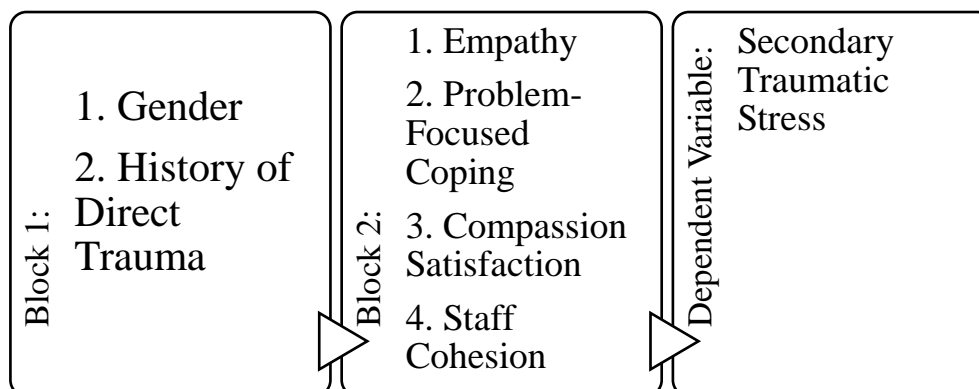 Block 1::
1. Gender
2. History of
Direct
Trauma
Block 2::
1. Empathy
2. Problem-
Focused
Coping
3. Compassion
Satisfaction
4. Staff
Cohesion
Dependent Variable::
Secondary
Traumatic
Stress